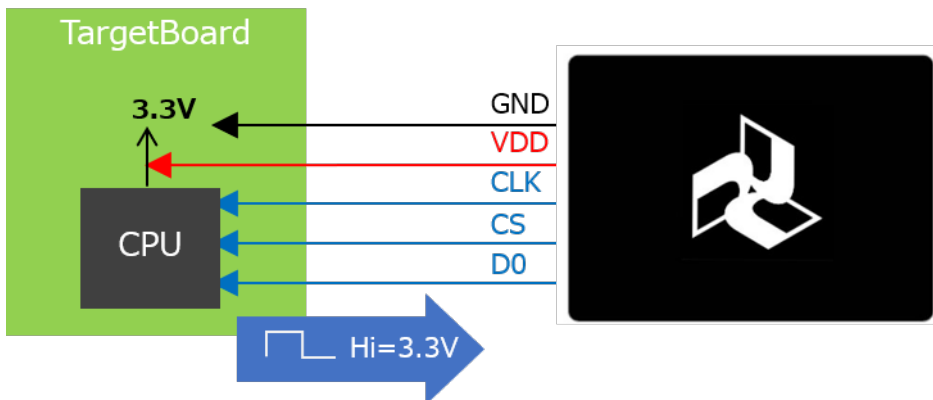 TargetBoard
3.3V
GND
VDD
CLK
CS
D0
CPU
Hi=3.3V